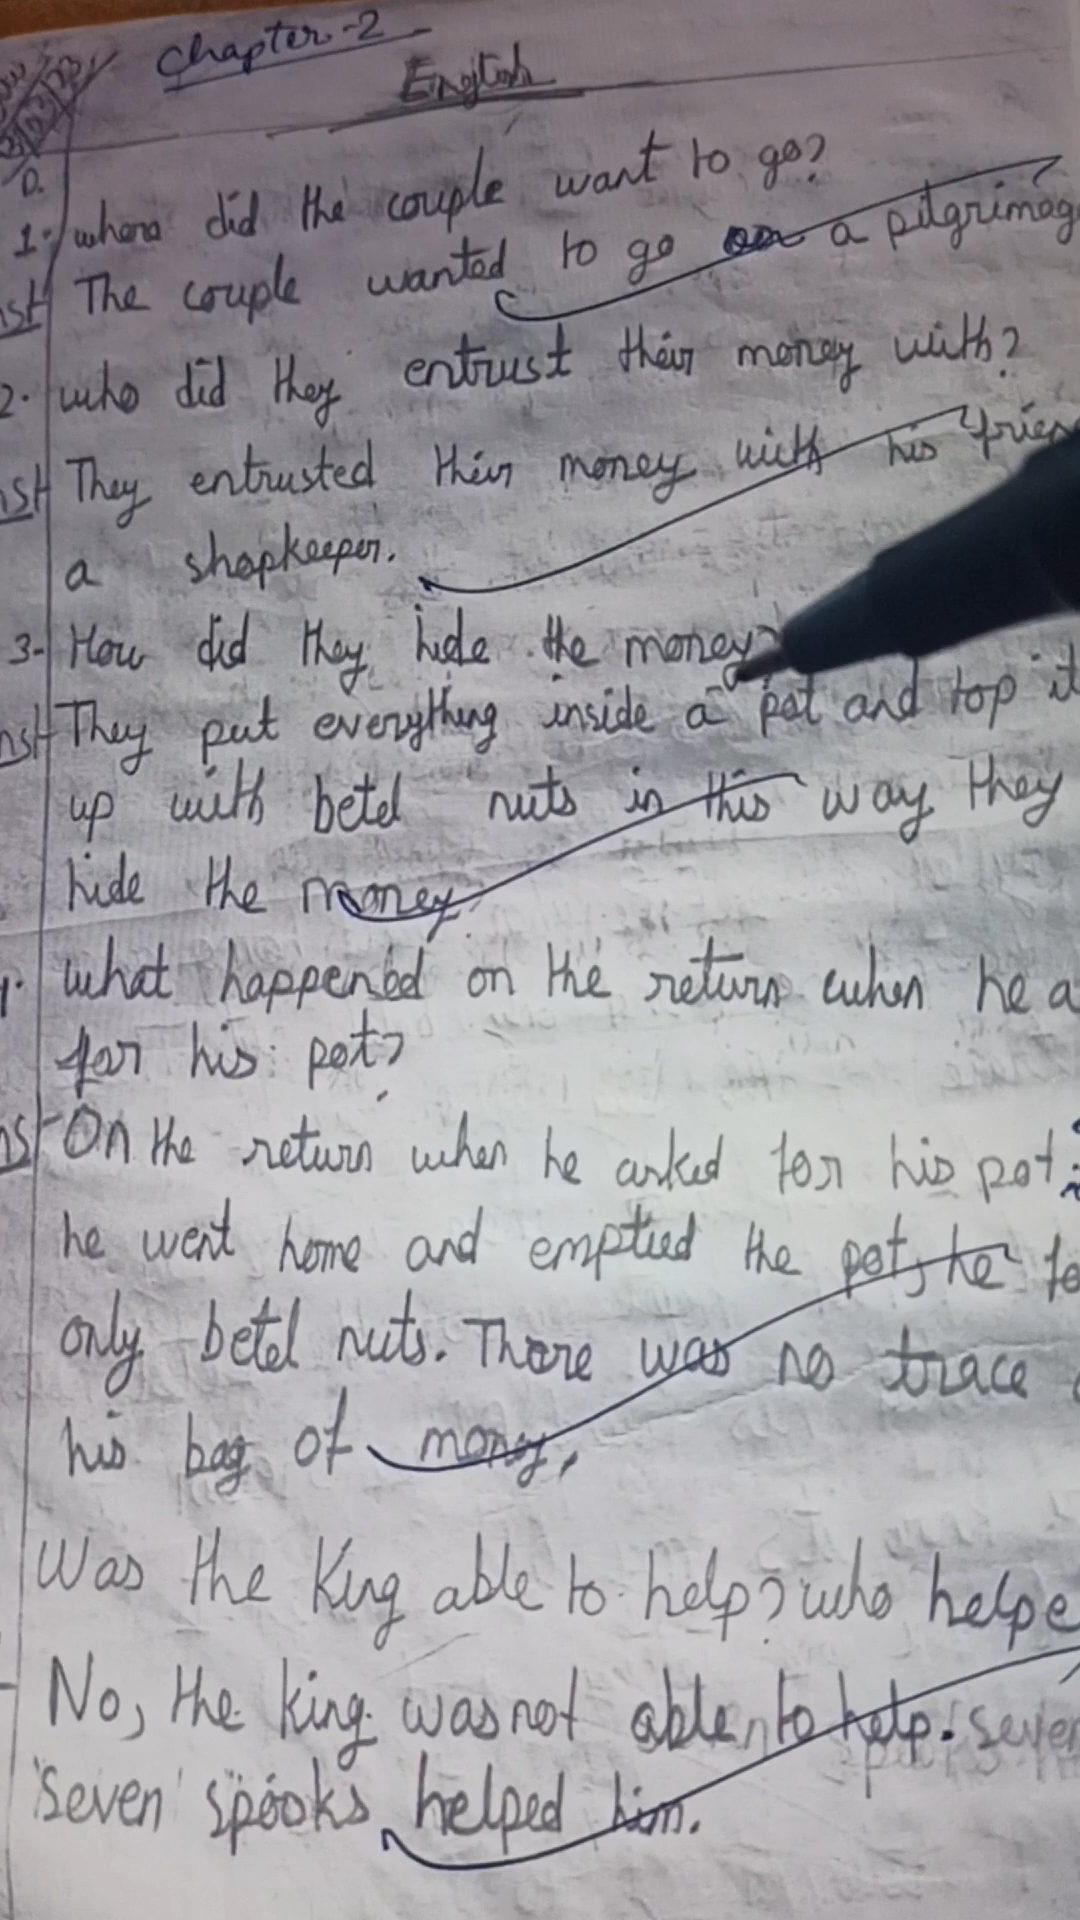 Chapter-2
English
1. where did the couple want to go?
The couple wanted to go on a pilgrimag
2. who did they entrust their money with?
They entrusted their money with his frien
a shopkeeper.
3- How did they hide the money?
They put everything inside a pot and top it
up with betel nuts in this way they
hide the money
what happened on the return when he a
for his pot?
On the return when he asked for his pot
he went home and emptied the pot, he fo
only betel nuts. There was no trace
his bag of money,
Was the King able to help? who helpe
No, the king was not able to help. seven
'seven' spooks helped him.